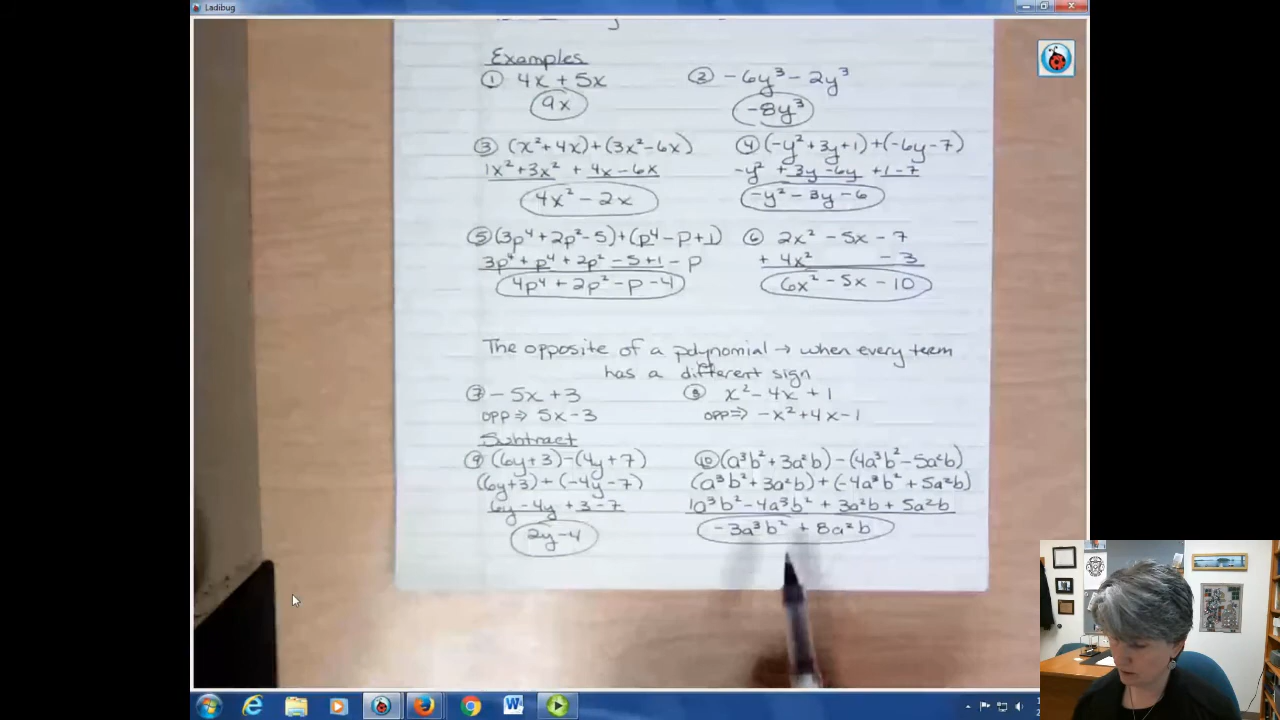 Ladibug
Examples
① 4x + 5x
9x
② -6y³ - 2y³
-8y³
③ (x² + 4x) + (3x² - 6x)
1x² + 3x² + 4x - 6x
4x² - 2x
④ (-y² + 3y + 1) + (-6y - 7)
-y² + 3y - 6y + 1 - 7
-y² - 3y - 6
⑤ (3p⁴ + 2p² - 5) + (p⁴ - p + 1)
3p⁴ + p⁴ + 2p² - 5 + 1 - p
4p⁴ + 2p² - p - 4
⑥ 2x² - 5x - 7
+ 4x² - 3
6x² - 5x - 10
The opposite of a polynomial → when every term
has a different sign
⑦ - 5x + 3
opp ⇒ 5x - 3
⑧ x² - 4x + 1
opp ⇒ -x² + 4x - 1
Subtract
⑨ (6y + 3) - (4y + 7)
(6y + 3) + (-4y - 7)
6y - 4y + 3 - 7
2y - 4
⑩ (a³b² + 3a²b) - (4a³b² - 5a²b)
(a³b² + 3a²b) + (-4a³b² + 5a²b)
1a³b² - 4a³b² + 3a²b + 5a²b
-3a³b² + 8a²b